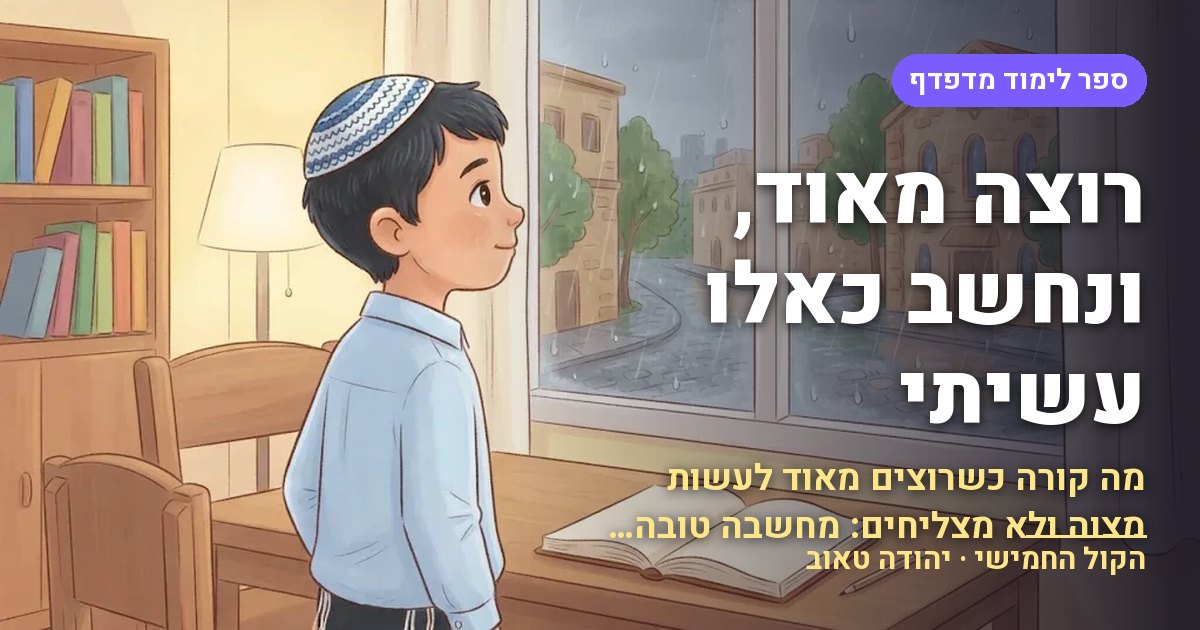 ספר לימוד מדפדף
רוצה מאוד,
ונחשב כאלו
עשיתי
מה קורה כשרוצים מאוד לעשות
מצוה ולא מצליחים: מחשבה טובה...
הקול החמישי · יהודה טאוב